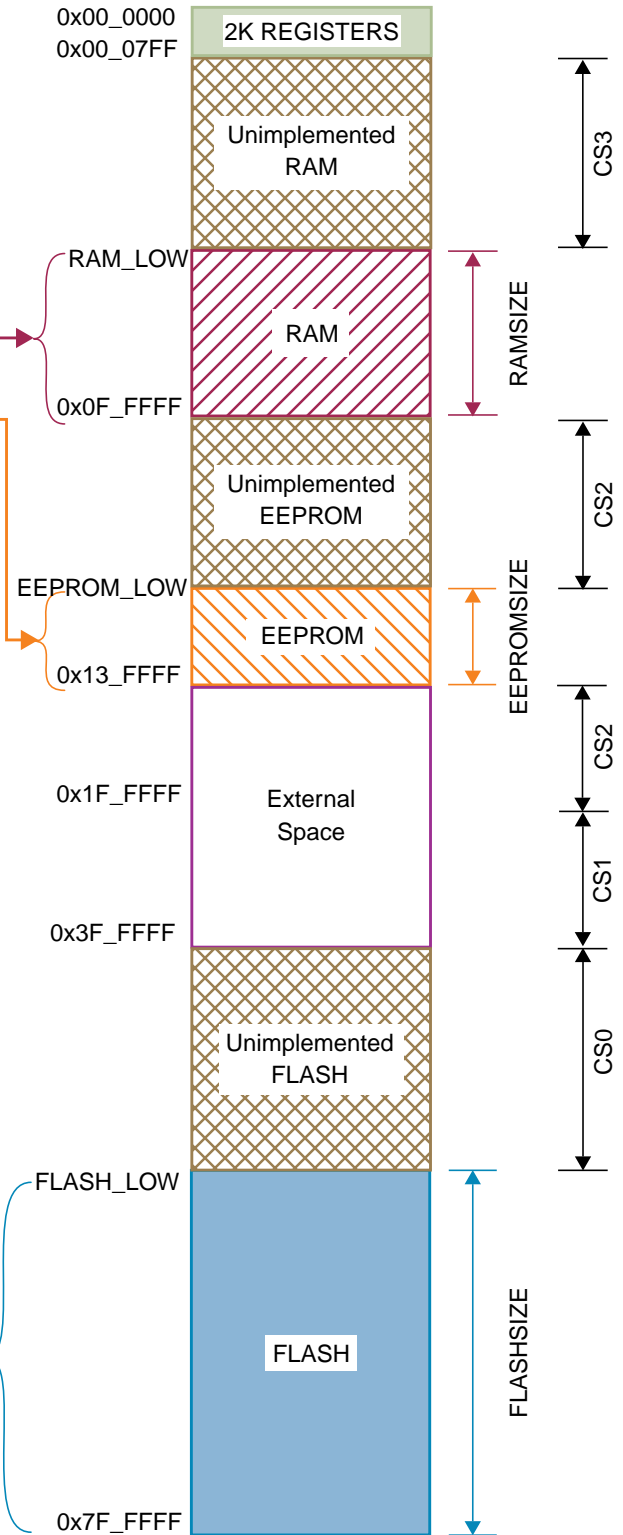 0x00_0000
2K REGISTERS
0x00_07FF
Unimplemented
RAM
CS3
RAM_LOW
RAM
RAMSIZE
0x0F_FFFF
Unimplemented
EEPROM
CS2
EEPROM_LOW
EEPROM
EEPROMSIZE
0x13_FFFF
CS2
0x1F_FFFF
External
Space
CS1
0x3F_FFFF
Unimplemented
FLASH
CS0
FLASH_LOW
FLASH
FLASHSIZE
0x7F_FFFF